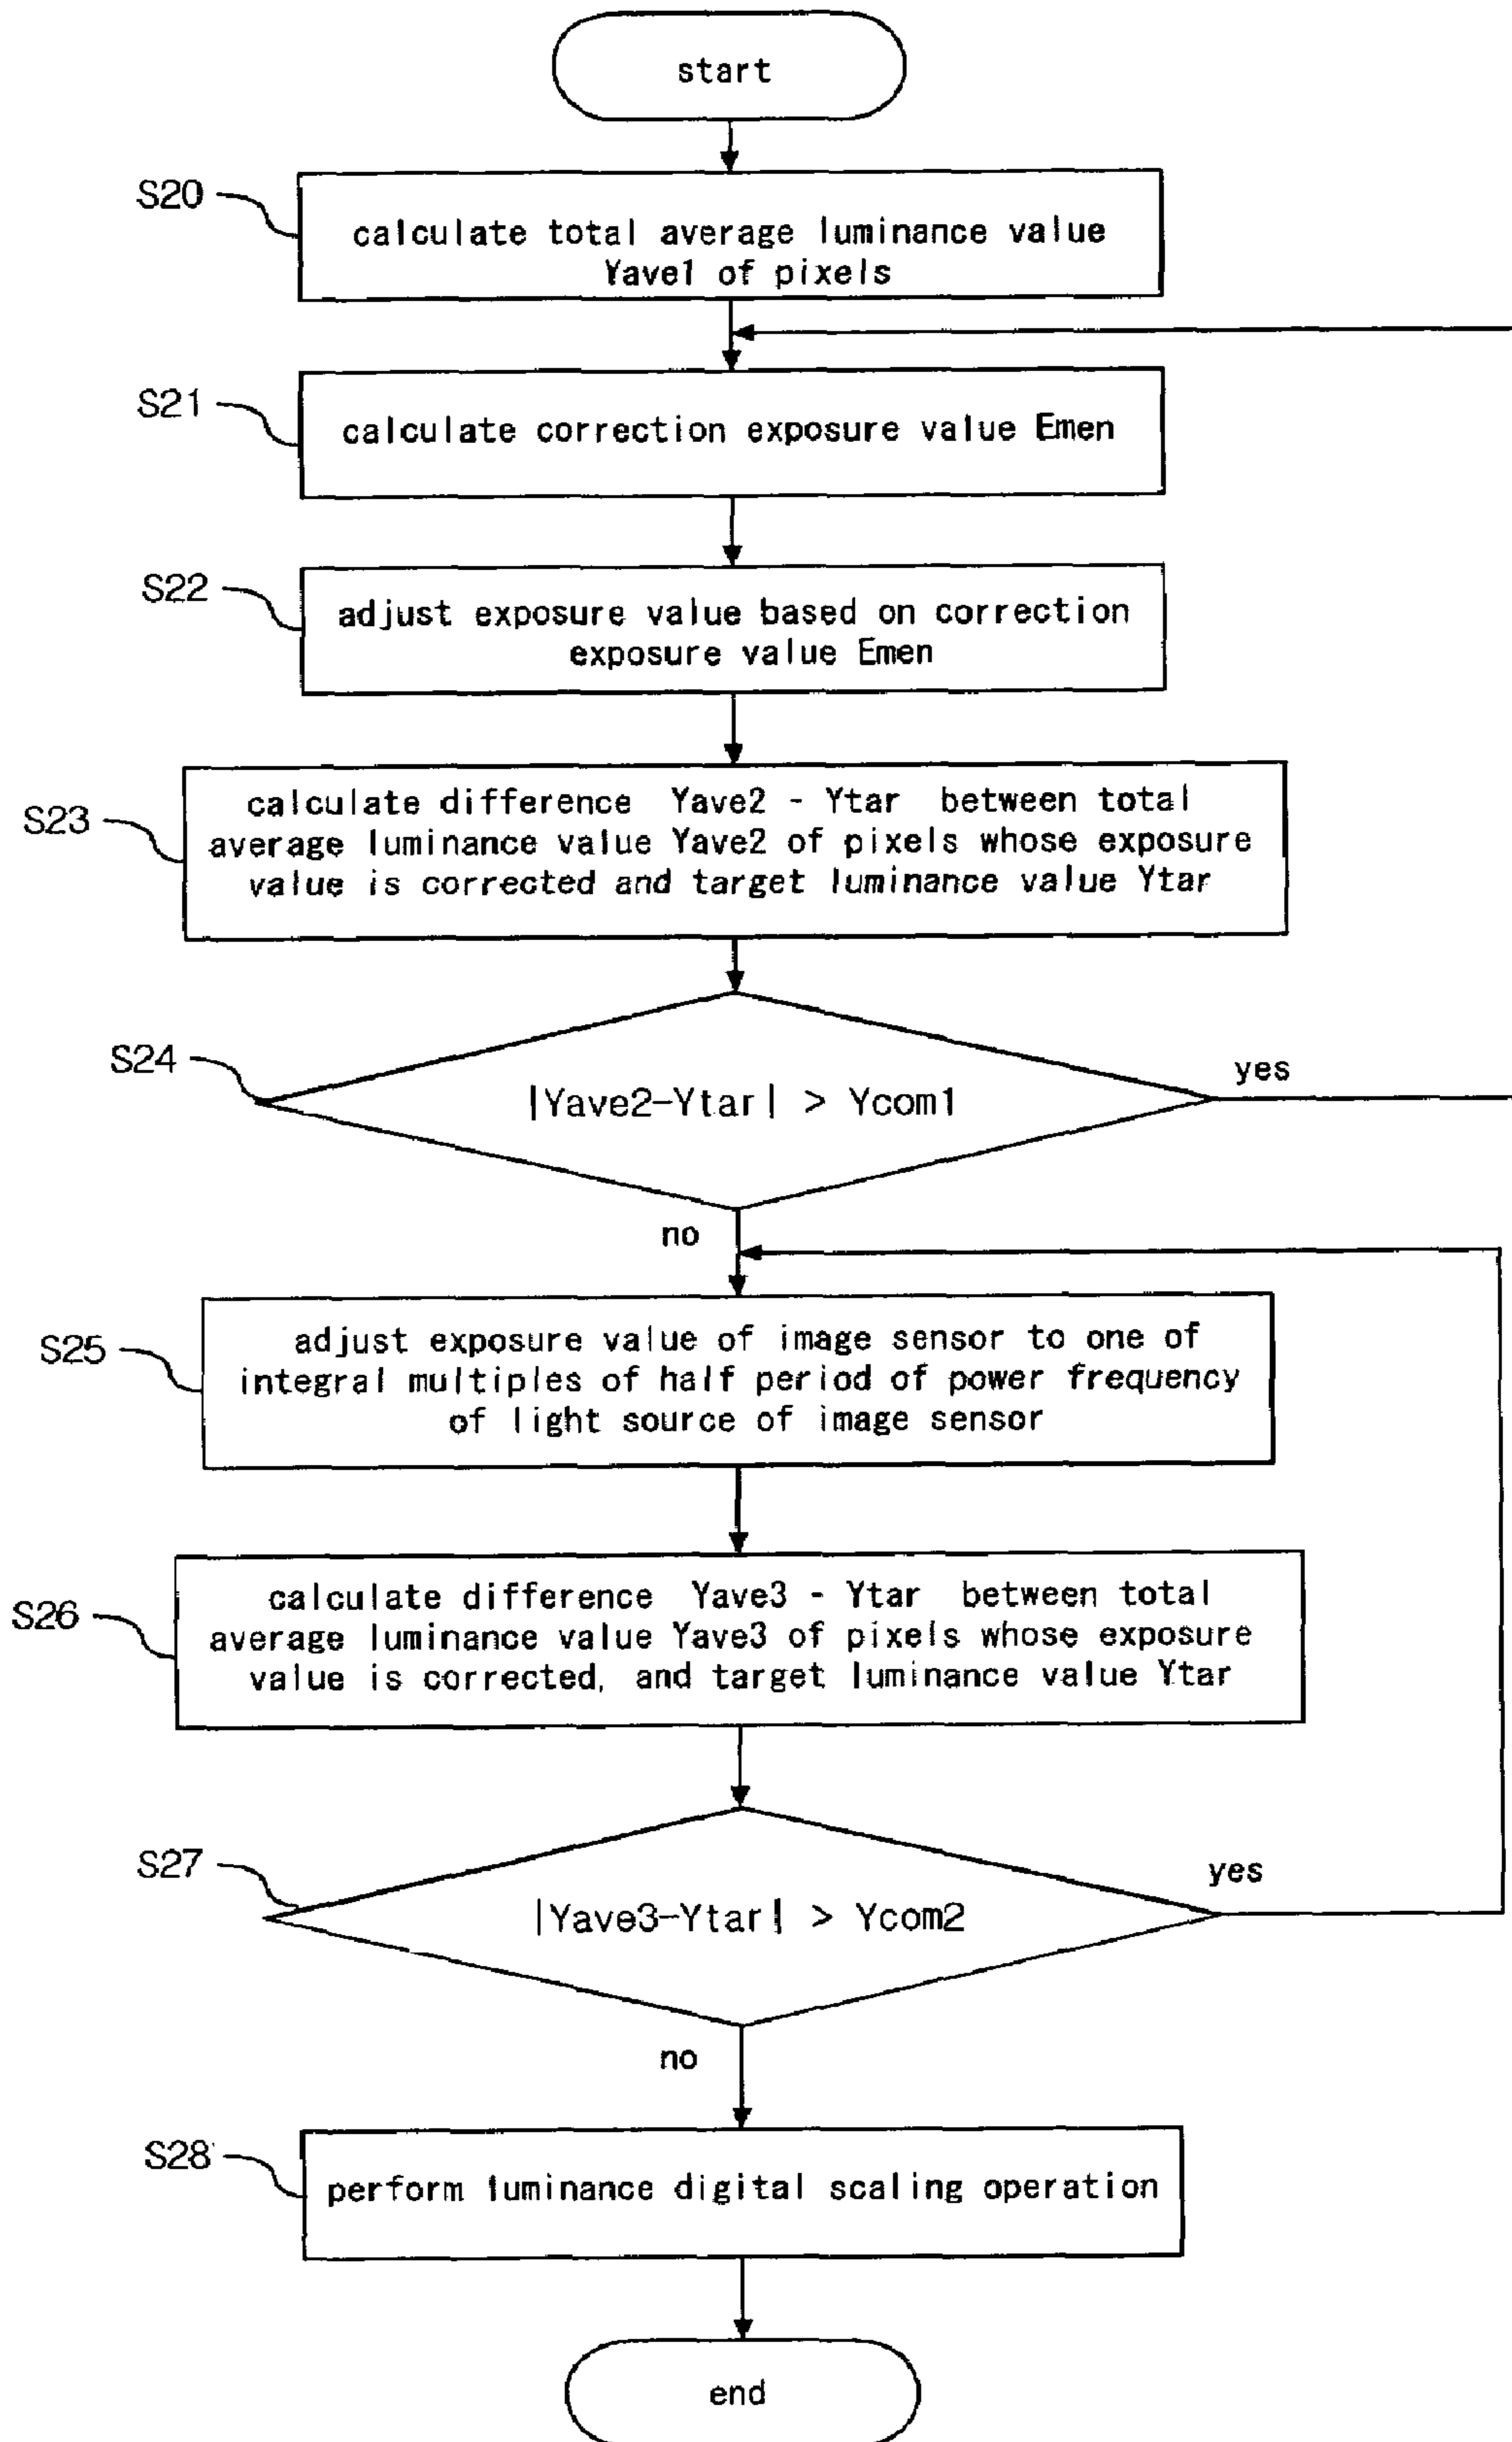 start
S20
calculate total average luminance value
Yave1 of pixels
S21
calculate correction exposure value Emen
S22
adjust exposure value based on correction
exposure value Emen
S23
calculate difference Yave2 - Ytar between total
average luminance value Yave2 of pixels whose exposure
value is corrected and target luminance value Ytar
S24
|Yave2-Ytar| > Ycom1
yes
no
S25
adjust exposure value of image sensor to one of
integral multiples of half period of power frequency
of light source of image sensor
S26
calculate difference Yave3 - Ytar between total
average luminance value Yave3 of pixels whose exposure
value is corrected, and target luminance value Ytar
S27
|Yave3-Ytar| > Ycom2
yes
no
S28
perform luminance digital scaling operation
end